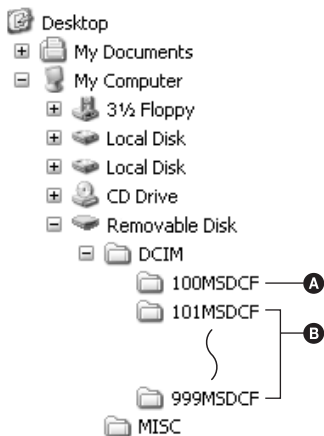 Desktop
My Documents
My Computer
3½ Floppy
Local Disk
Local Disk
CD Drive
Removable Disk
DCIM
100MSDCF A
101MSDCF
B
999MSDCF
MISC